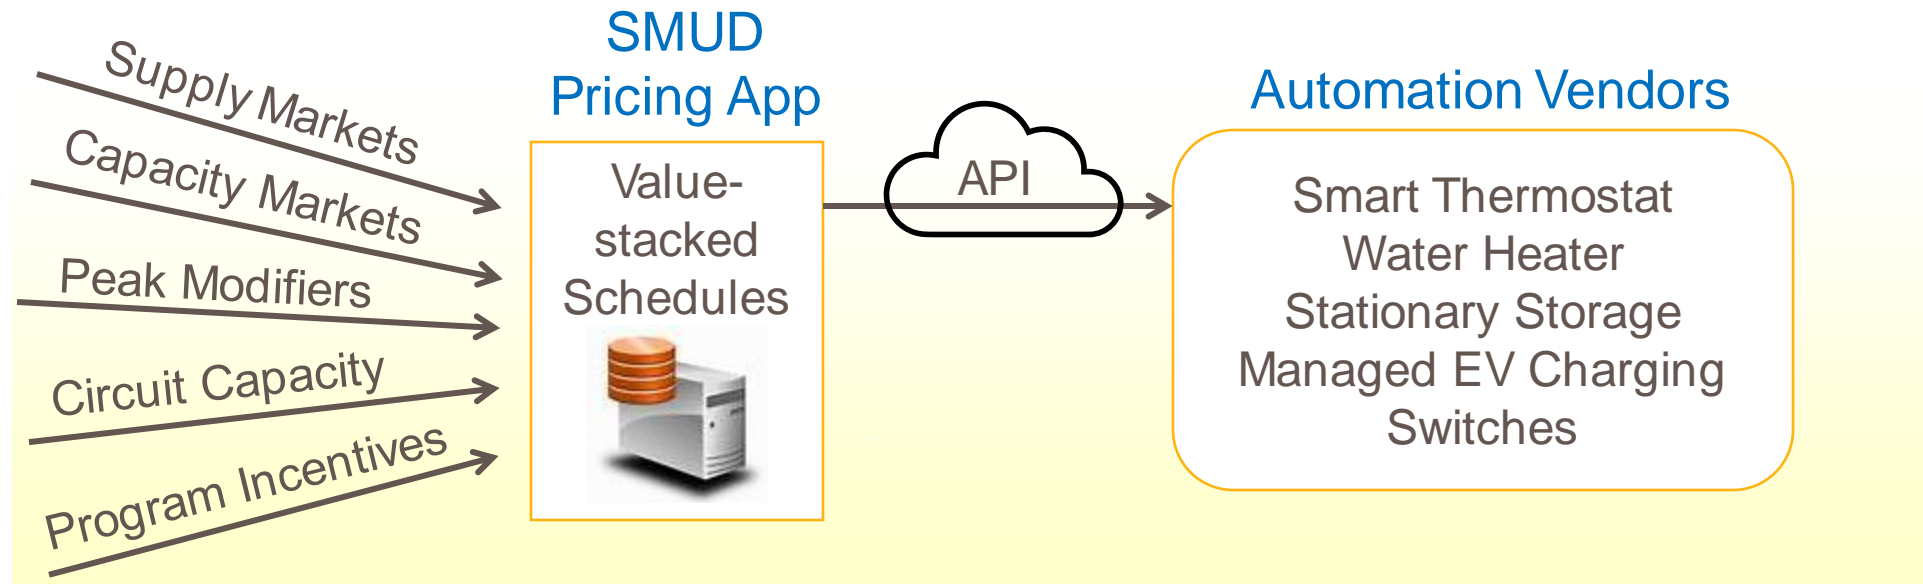 Supply Markets
Capacity Markets
Peak Modifiers
Circuit Capacity
Program Incentives
SMUD
Pricing App
Value-
stacked
Schedules
API
Automation Vendors
Smart Thermostat
Water Heater
Stationary Storage
Managed EV Charging
Switches